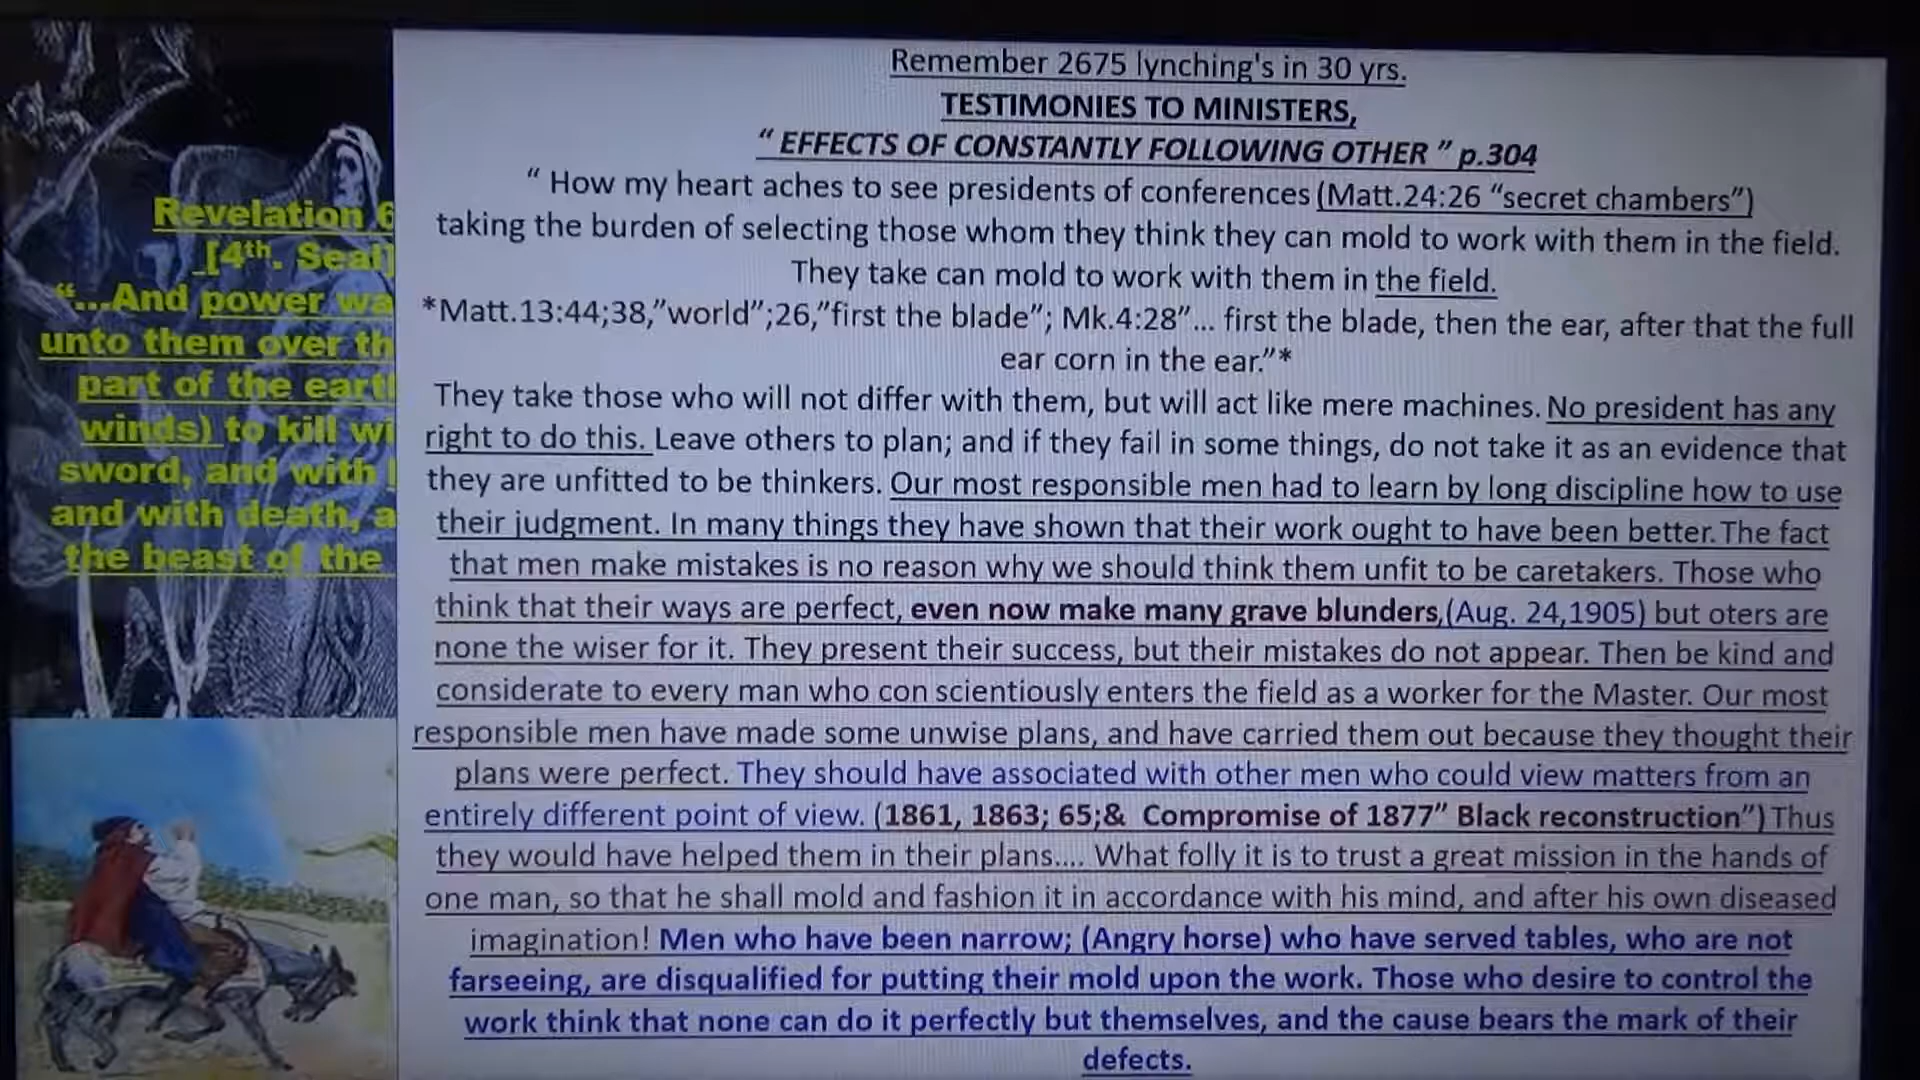 Revelation 6
[4th. Seal]
“...And power wa
unto them over th
part of the eart
winds) to kill wi
sword, and with
and with death, a
the beast of the
Remember 2675 lynching's in 30 yrs.
TESTIMONIES TO MINISTERS,
“ EFFECTS OF CONSTANTLY FOLLOWING OTHER ” p.304
“ How my heart aches to see presidents of conferences (Matt.24:26 “secret chambers”)
taking the burden of selecting those whom they think they can mold to work with them in the field.
They take can mold to work with them in the field.
*Matt.13:44;38,”world”;26,”first the blade”; Mk.4:28”... first the blade, then the ear, after that the full
ear corn in the ear.”*
They take those who will not differ with them, but will act like mere machines. No president has any
right to do this. Leave others to plan; and if they fail in some things, do not take it as an evidence that
they are unfitted to be thinkers. Our most responsible men had to learn by long discipline how to use
their judgment. In many things they have shown that their work ought to have been better. The fact
that men make mistakes is no reason why we should think them unfit to be caretakers. Those who
think that their ways are perfect, even now make many grave blunders,(Aug. 24,1905) but oters are
none the wiser for it. They present their success, but their mistakes do not appear. Then be kind and
considerate to every man who con scientiously enters the field as a worker for the Master. Our most
responsible men have made some unwise plans, and have carried them out because they thought their
plans were perfect. They should have associated with other men who could view matters from an
entirely different point of view. (1861, 1863; 65;& Compromise of 1877” Black reconstruction”) Thus
they would have helped them in their plans.... What folly it is to trust a great mission in the hands of
one man, so that he shall mold and fashion it in accordance with his mind, and after his own diseased
imagination! Men who have been narrow; (Angry horse) who have served tables, who are not
farseeing, are disqualified for putting their mold upon the work. Those who desire to control the
work think that none can do it perfectly but themselves, and the cause bears the mark of their
defects.